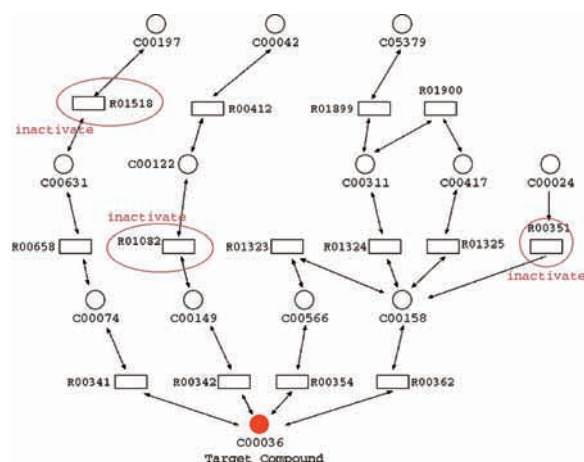 C00197 C00042 C05379
R01518 R00412 R01899 R01900
inactivate
C00631 C00122 C00311 C00417 C00024
inactivate R00351
R00658 R01082 R01323 R01324 R01325
inactivate
C00074 C00149 C00566 C00158
R00341 R00342 R00354 R00362
C00036
Target Compound